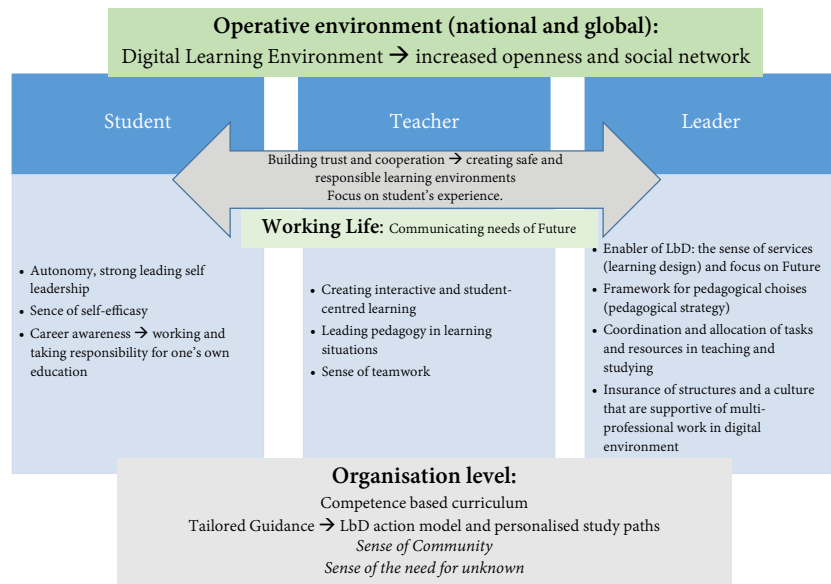 Operative environment (national and global):
Digital Learning Environment → increased openness and social network
Student
Teacher
Leader
Building trust and cooperation → creating safe and
responsible learning environments
Focus on student's experience.
Working Life: Communicating needs of Future
• Autonomy, strong leading self
leadership
• Sence of self-efficasy
• Career awareness → working and
taking responsibility for one's own
education
• Creating interactive and student-
centred learning
• Leading pedagogy in learning
situations
• Sense of teamwork
• Enabler of LbD: the sense of services
(learning design) and focus on Future
• Framework for pedagogical choises
(pedagogical strategy)
• Coordination and allocation of tasks
and resources in teaching and
studying
• Insurance of structures and a culture
that are supportive of multi-
professional work in digital
environment
Organisation level:
Competence based curriculum
Tailored Guidance → LbD action model and personalised study paths
Sense of Community
Sense of the need for unknown